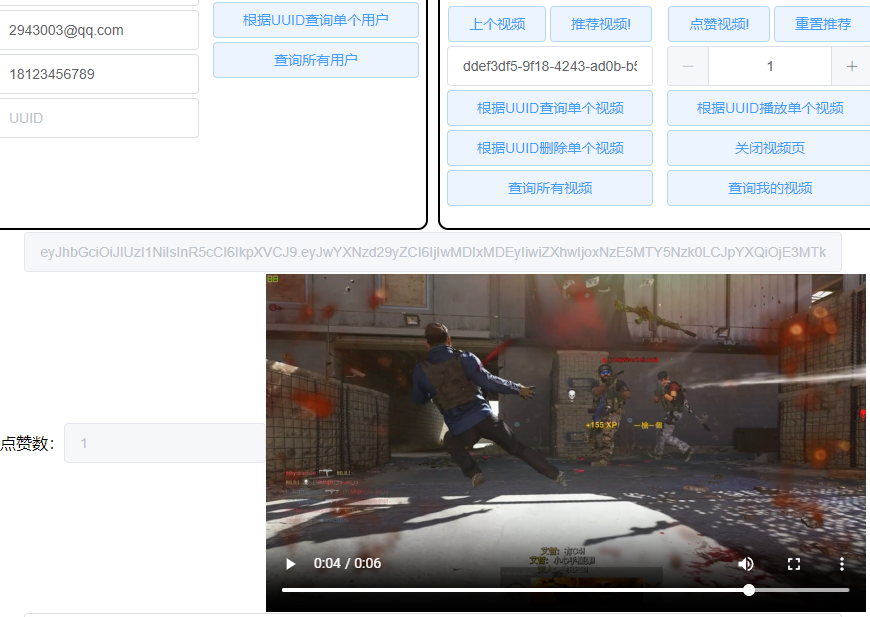 2943003@qq.com
18123456789
UUID
根据UUID查询单个用户
查询所有用户
上个视频 推荐视频! 点赞视频! 重置推荐
ddef3df5-9f18-4243-ad0b-b5 1
根据UUID查询单个视频 根据UUID播放单个视频
根据UUID删除单个视频 关闭视频页
查询所有视频 查询我的视频
点赞数： 1
88
+155 XP 一换一個
0:04 / 0:06